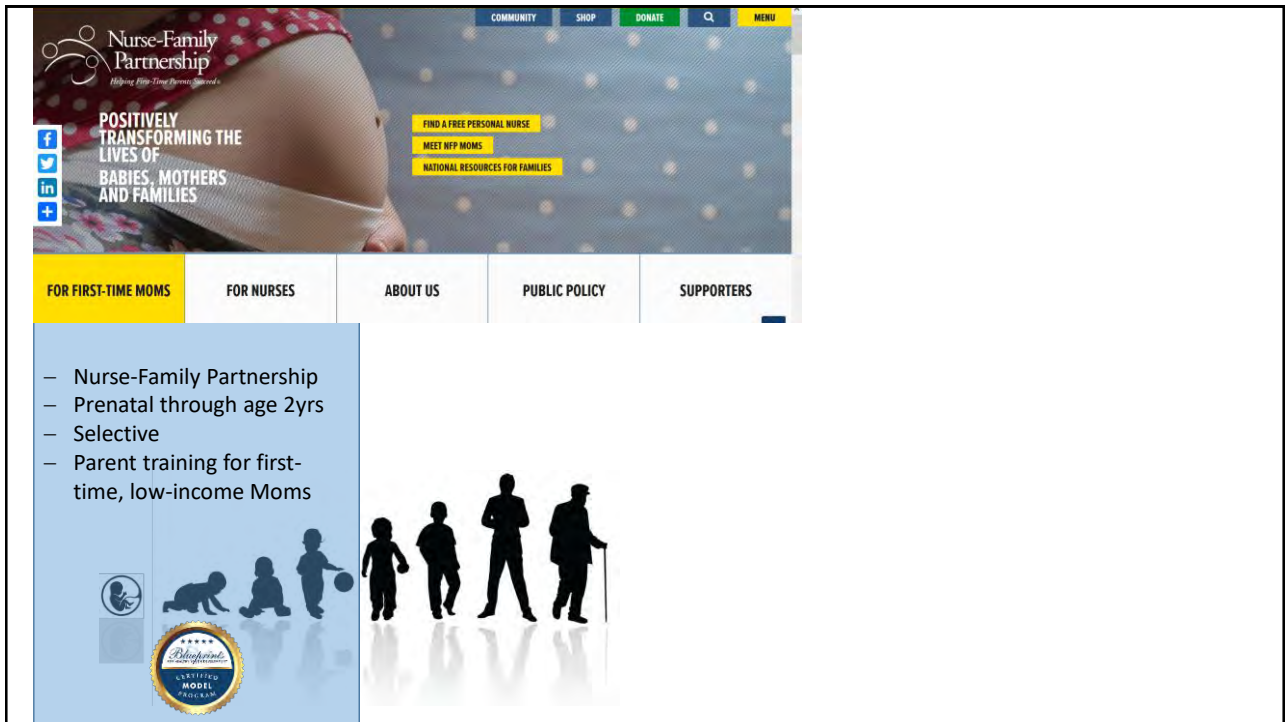 COMMUNITY SHOP DONATE MENU
Nurse-Family
Partnership
Helping First-Time Parents Succeed
POSITIVELY
TRANSFORMING THE
LIVES OF
BABIES, MOTHERS
AND FAMILIES
FIND A FREE PERSONAL NURSE
MEET NFP MOMS
NATIONAL RESOURCES FOR FAMILIES
FOR FIRST-TIME MOMS FOR NURSES ABOUT US PUBLIC POLICY SUPPORTERS
– Nurse-Family Partnership
– Prenatal through age 2yrs
– Selective
– Parent training for first-
time, low-income Moms
Blueprints
CERTIFIED
MODEL
PROGRAM